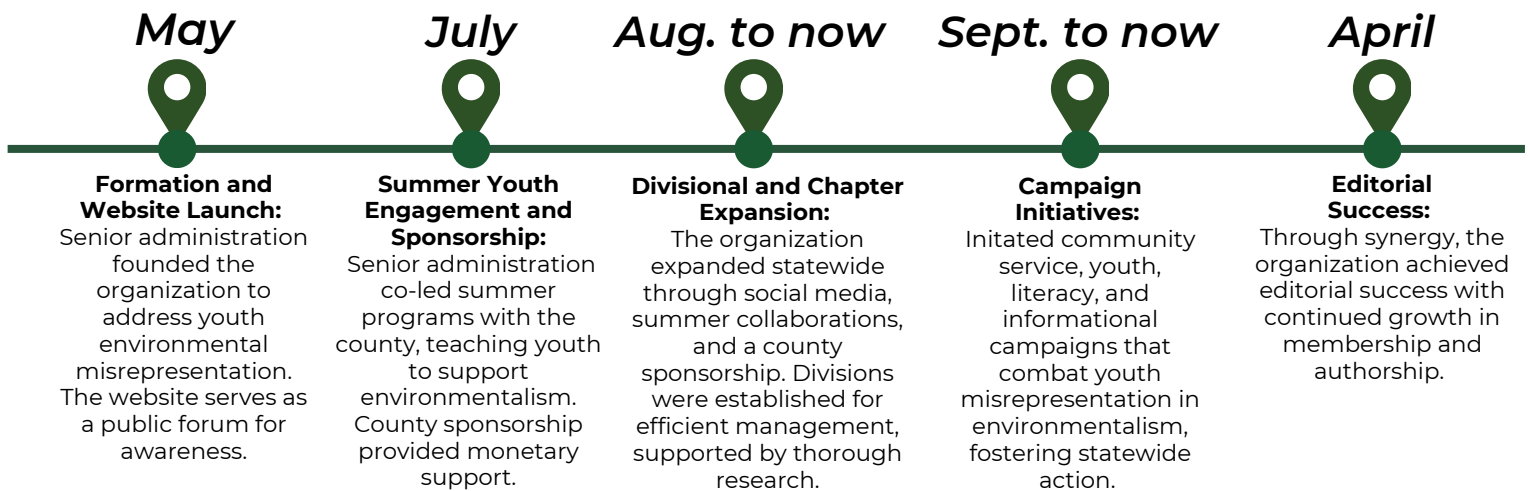 May
July
Aug. to now
Sept. to now
April
Formation and
Website Launch:
Senior administration
founded the
organization to
address youth
environmental
misrepresentation.
The website serves as
a public forum for
awareness.
Summer Youth
Engagement and
Sponsorship:
Senior administration
co-led summer
programs with the
county, teaching youth
to support
environmentalism.
County sponsorship
provided monetary
support.
Divisional and Chapter
Expansion:
The organization
expanded statewide
through social media,
summer collaborations,
and a county
sponsorship. Divisions
were established for
efficient management,
supported by thorough
research.
Campaign
Initiatives:
Initated community
service, youth,
literacy, and
informational
campaigns that
combat youth
misrepresentation in
environmentalism,
fostering statewide
action.
Editorial
Success:
Through synergy, the
organization achieved
editorial success with
continued growth in
membership and
authorship.